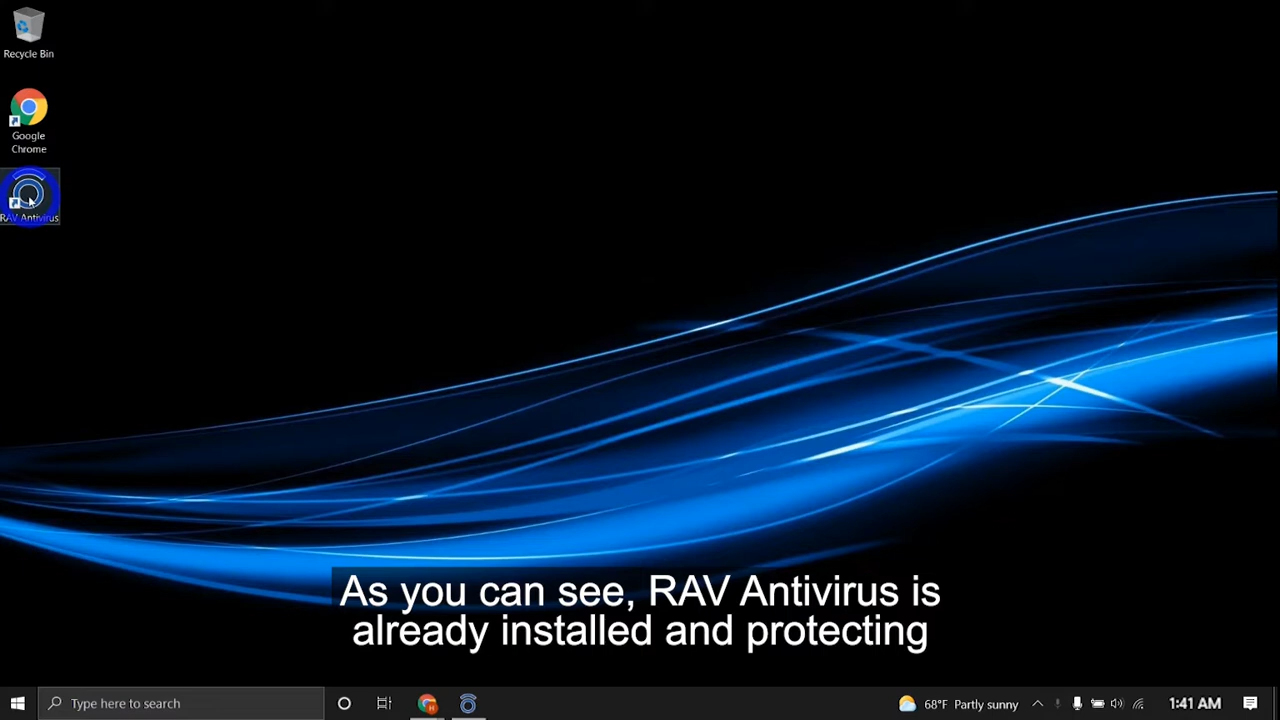 Recycle Bin
Google
Chrome
RAV Antivirus
As you can see, RAV Antivirus is
already installed and protecting
Type here to search
68°F Partly sunny
1:41 AM